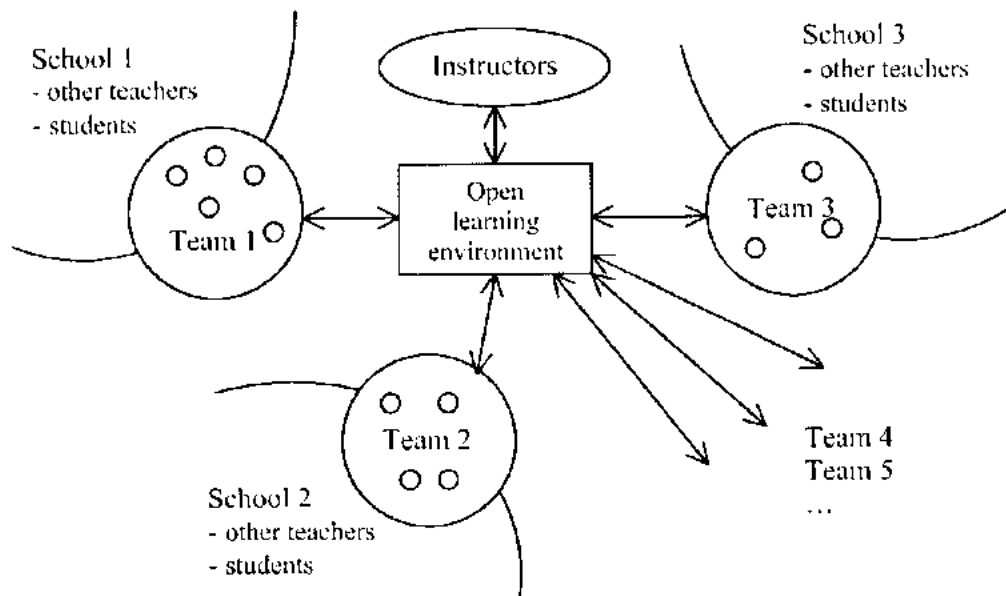 School 1
- other teachers
- students
Team 1
Instructors
Open
learning
environment
School 3
- other teachers
- students
Team 3
Team 2
School 2
- other teachers
- students
Team 4
Team 5
...